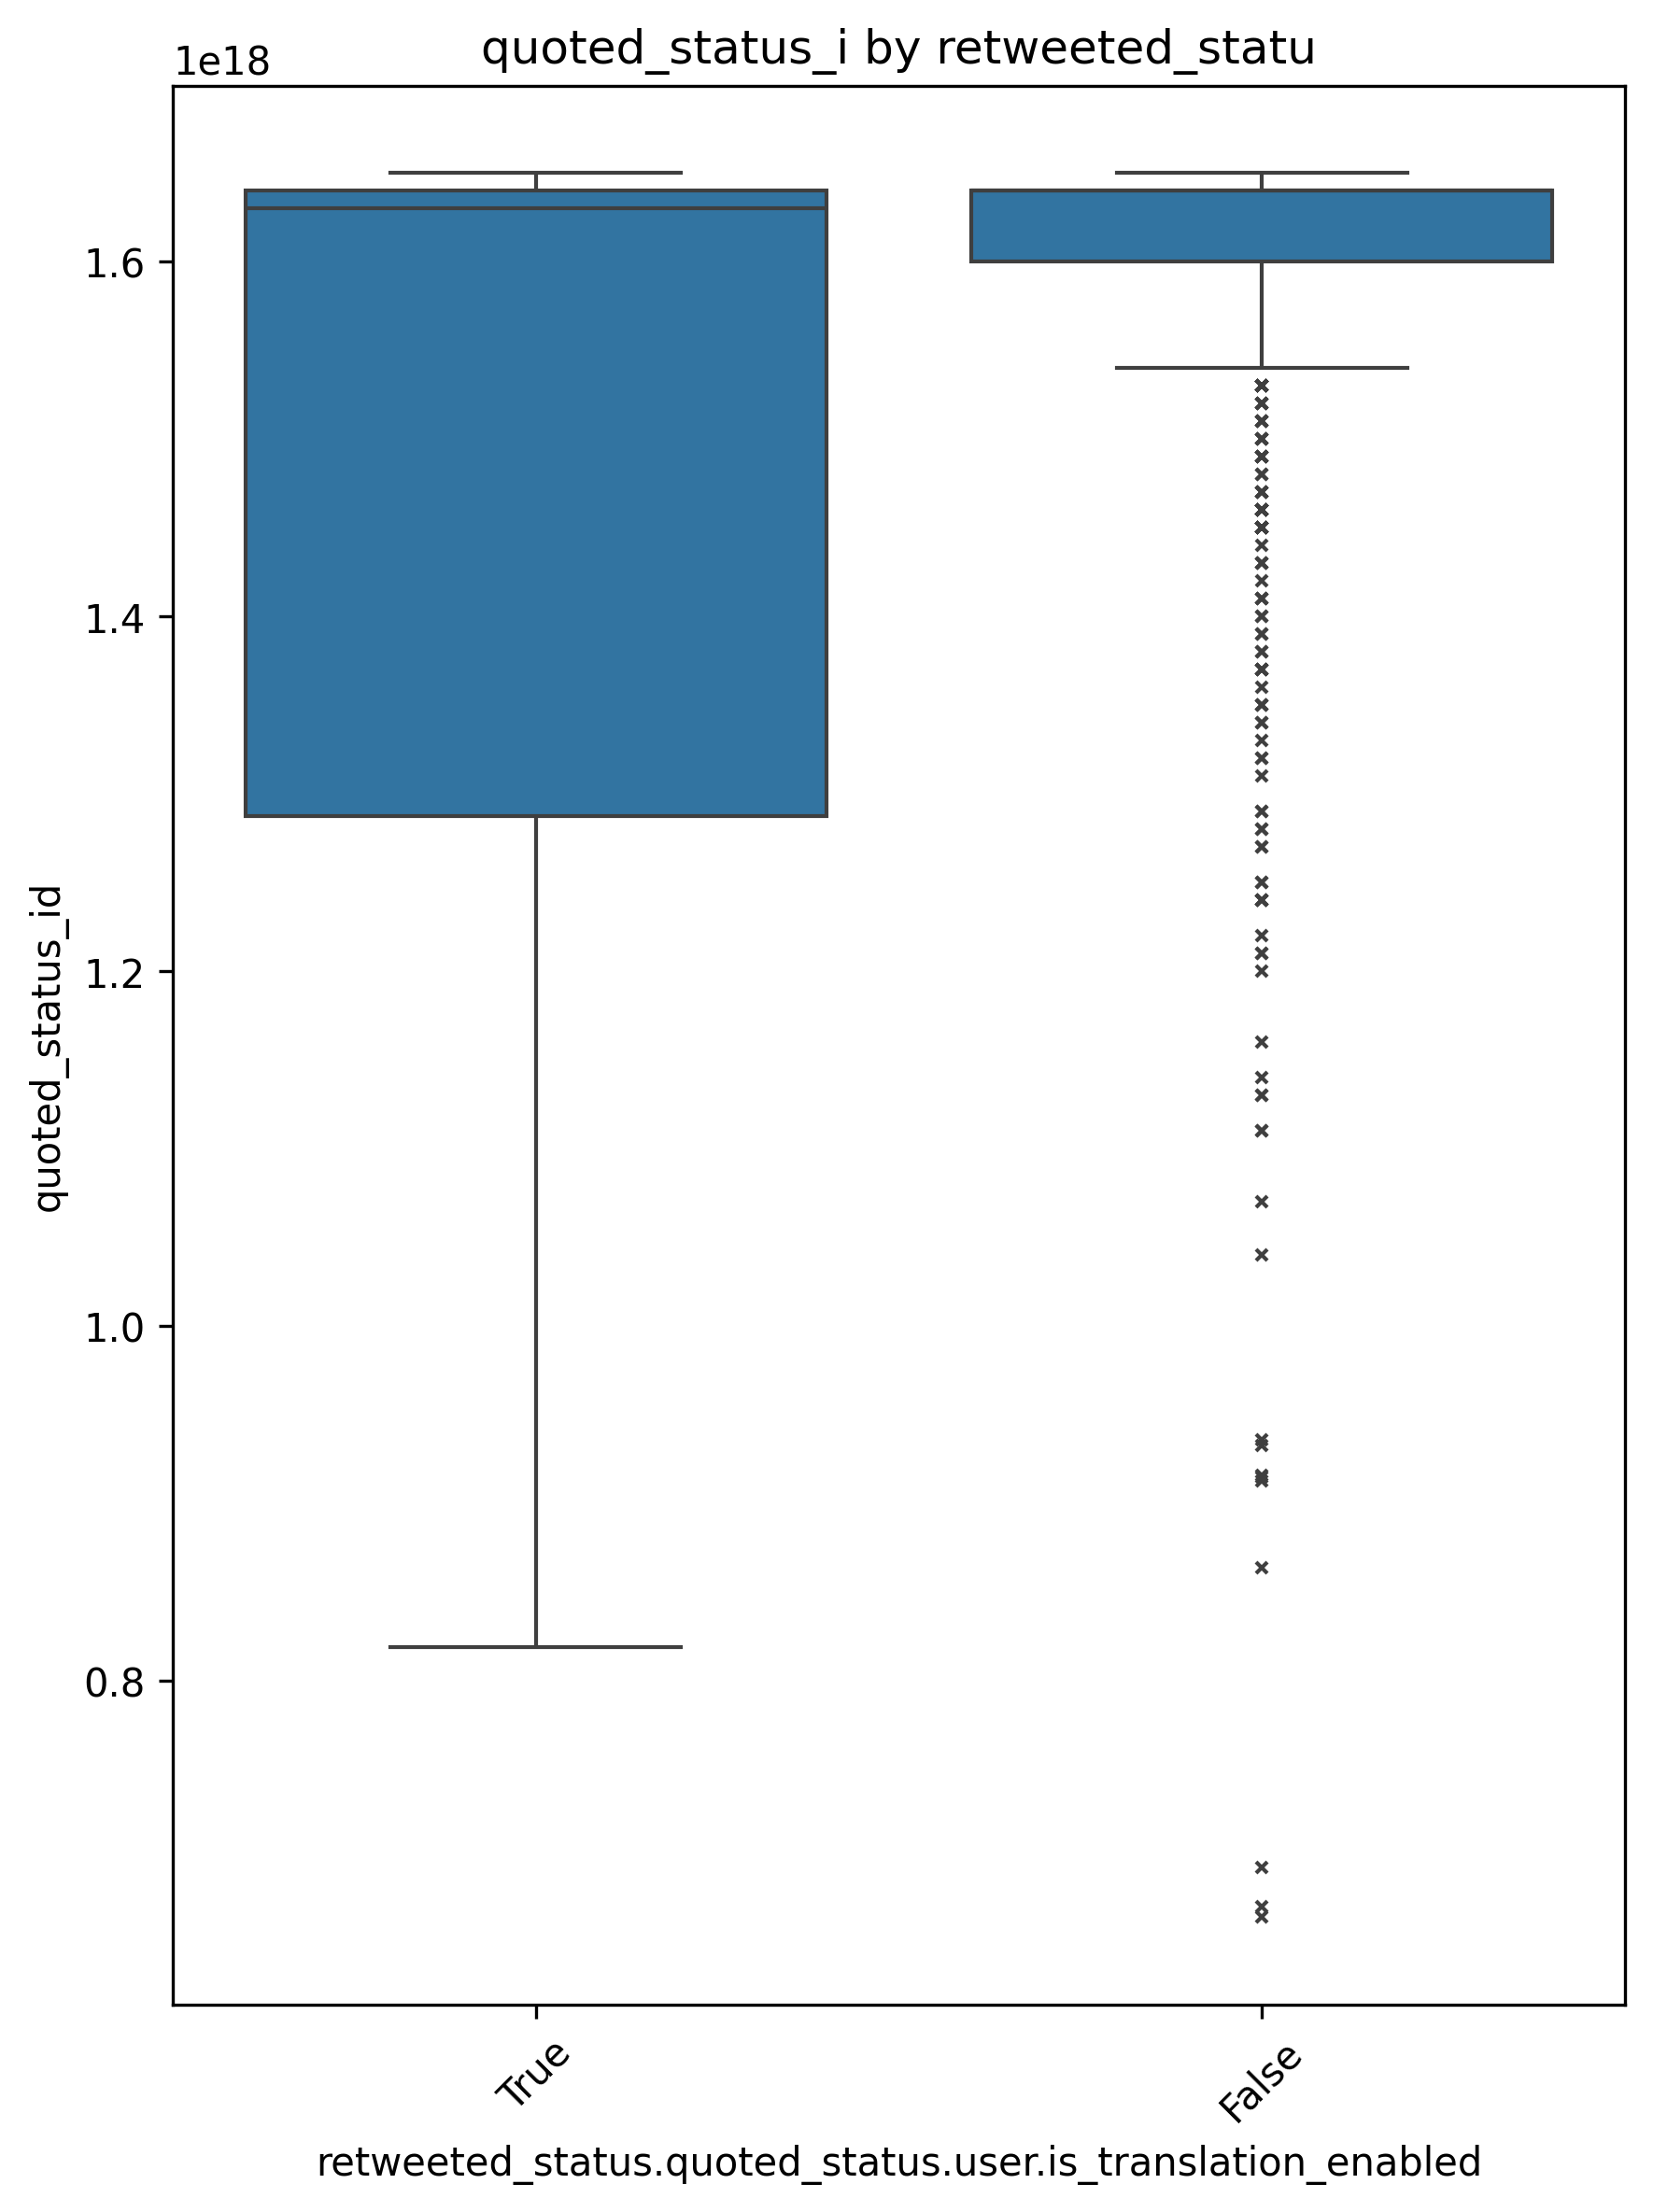 quoted_status_i by retweeted_statu
1e18
1.6
1.4
1.2
1.0
0.8
quoted_status_id
True
False
retweeted_status.quoted_status.user.is_translation_enabled